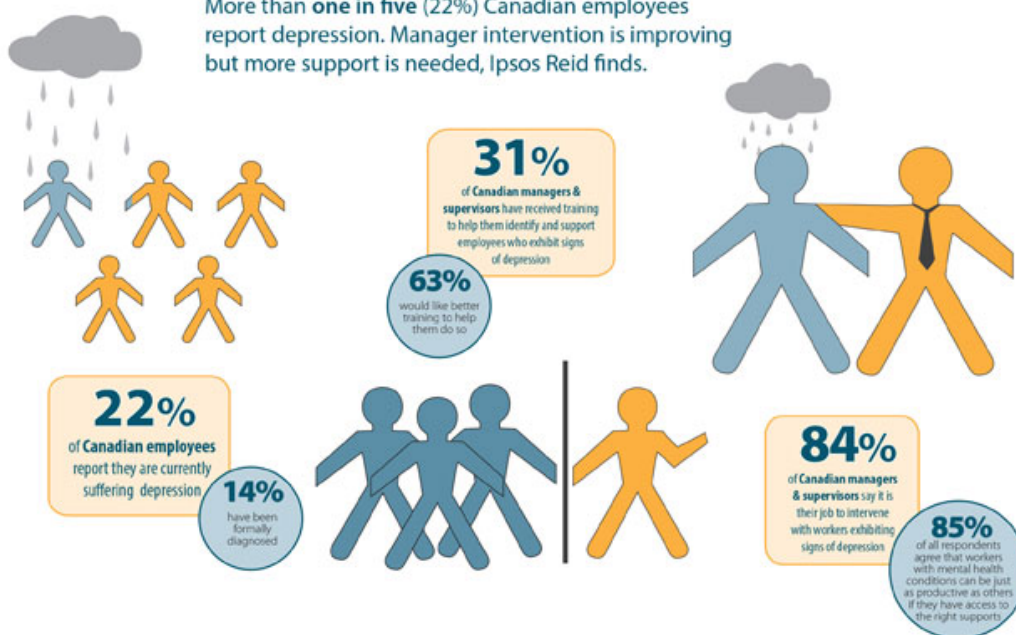 More than one in five (22%) Canadian employees
report depression. Manager intervention is improving
but more support is needed, Ipsos Reid finds.
31%
of Canadian managers &
supervisors have received training
to help them identify and support
employees who exhibit signs
of depression
63%
would like better
training to help
them do so
22%
of Canadian employees
report they are currently
suffering depression
14%
have been
formally
diagnosed
84%
of Canadian managers
& supervisors say it is
their job to intervene
with workers exhibiting
signs of depression
85%
of all respondents
agree that workers
with mental health
conditions can be just
as productive as others
if they have access to
the right supports